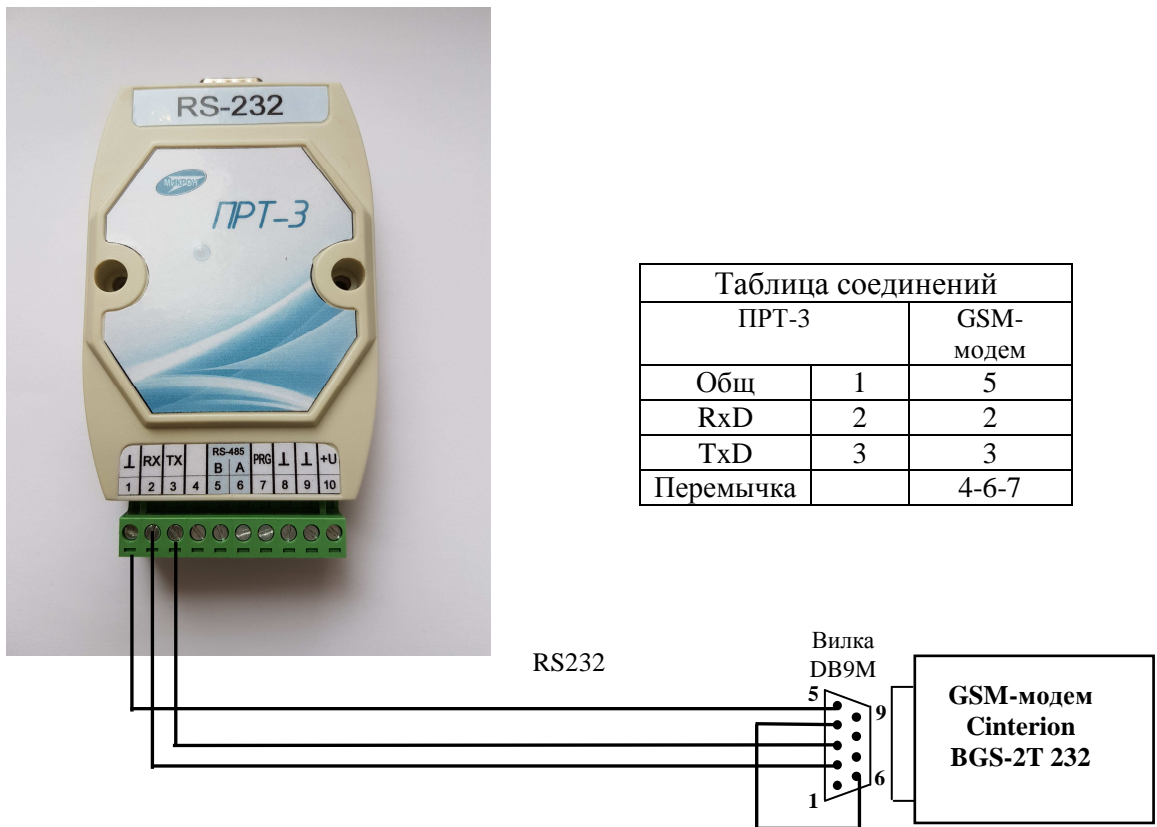 RS-232
МИКРОН
ПРТ-3
⊥ RX TX RS-485 B A PRG ⊥ ⊥ +U
1 2 3 4 5 6 7 8 9 10
Таблица соединений
ПРТ-3 GSM-
модем
Общ 1 5
RxD 2 2
TxD 3 3
Перемычка 4-6-7
RS232
Вилка
DB9M
5
9
6
1
GSM-модем
Cinterion
BGS-2T 232